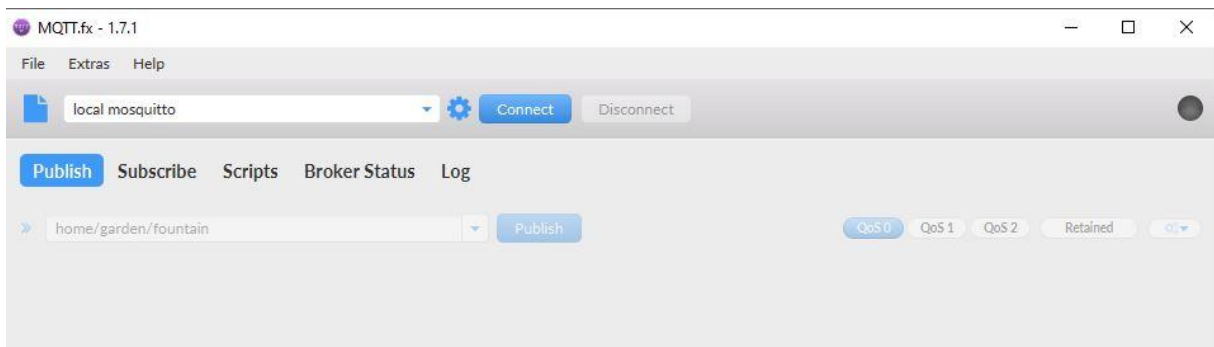 MQTT.fx - 1.7.1
File Extras Help
local mosquitto Connect Disconnect
Publish Subscribe Scripts Broker Status Log
home/garden/fountain Publish QoS 0 QoS 1 QoS 2 Retained